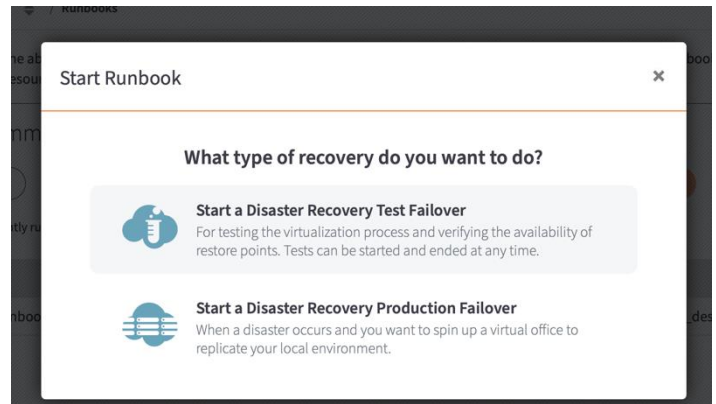 / Runbooks
Start Runbook
×
What type of recovery do you want to do?
Start a Disaster Recovery Test Failover
For testing the virtualization process and verifying the availability of
restore points. Tests can be started and ended at any time.
Start a Disaster Recovery Production Failover
When a disaster occurs and you want to spin up a virtual office to
replicate your local environment.